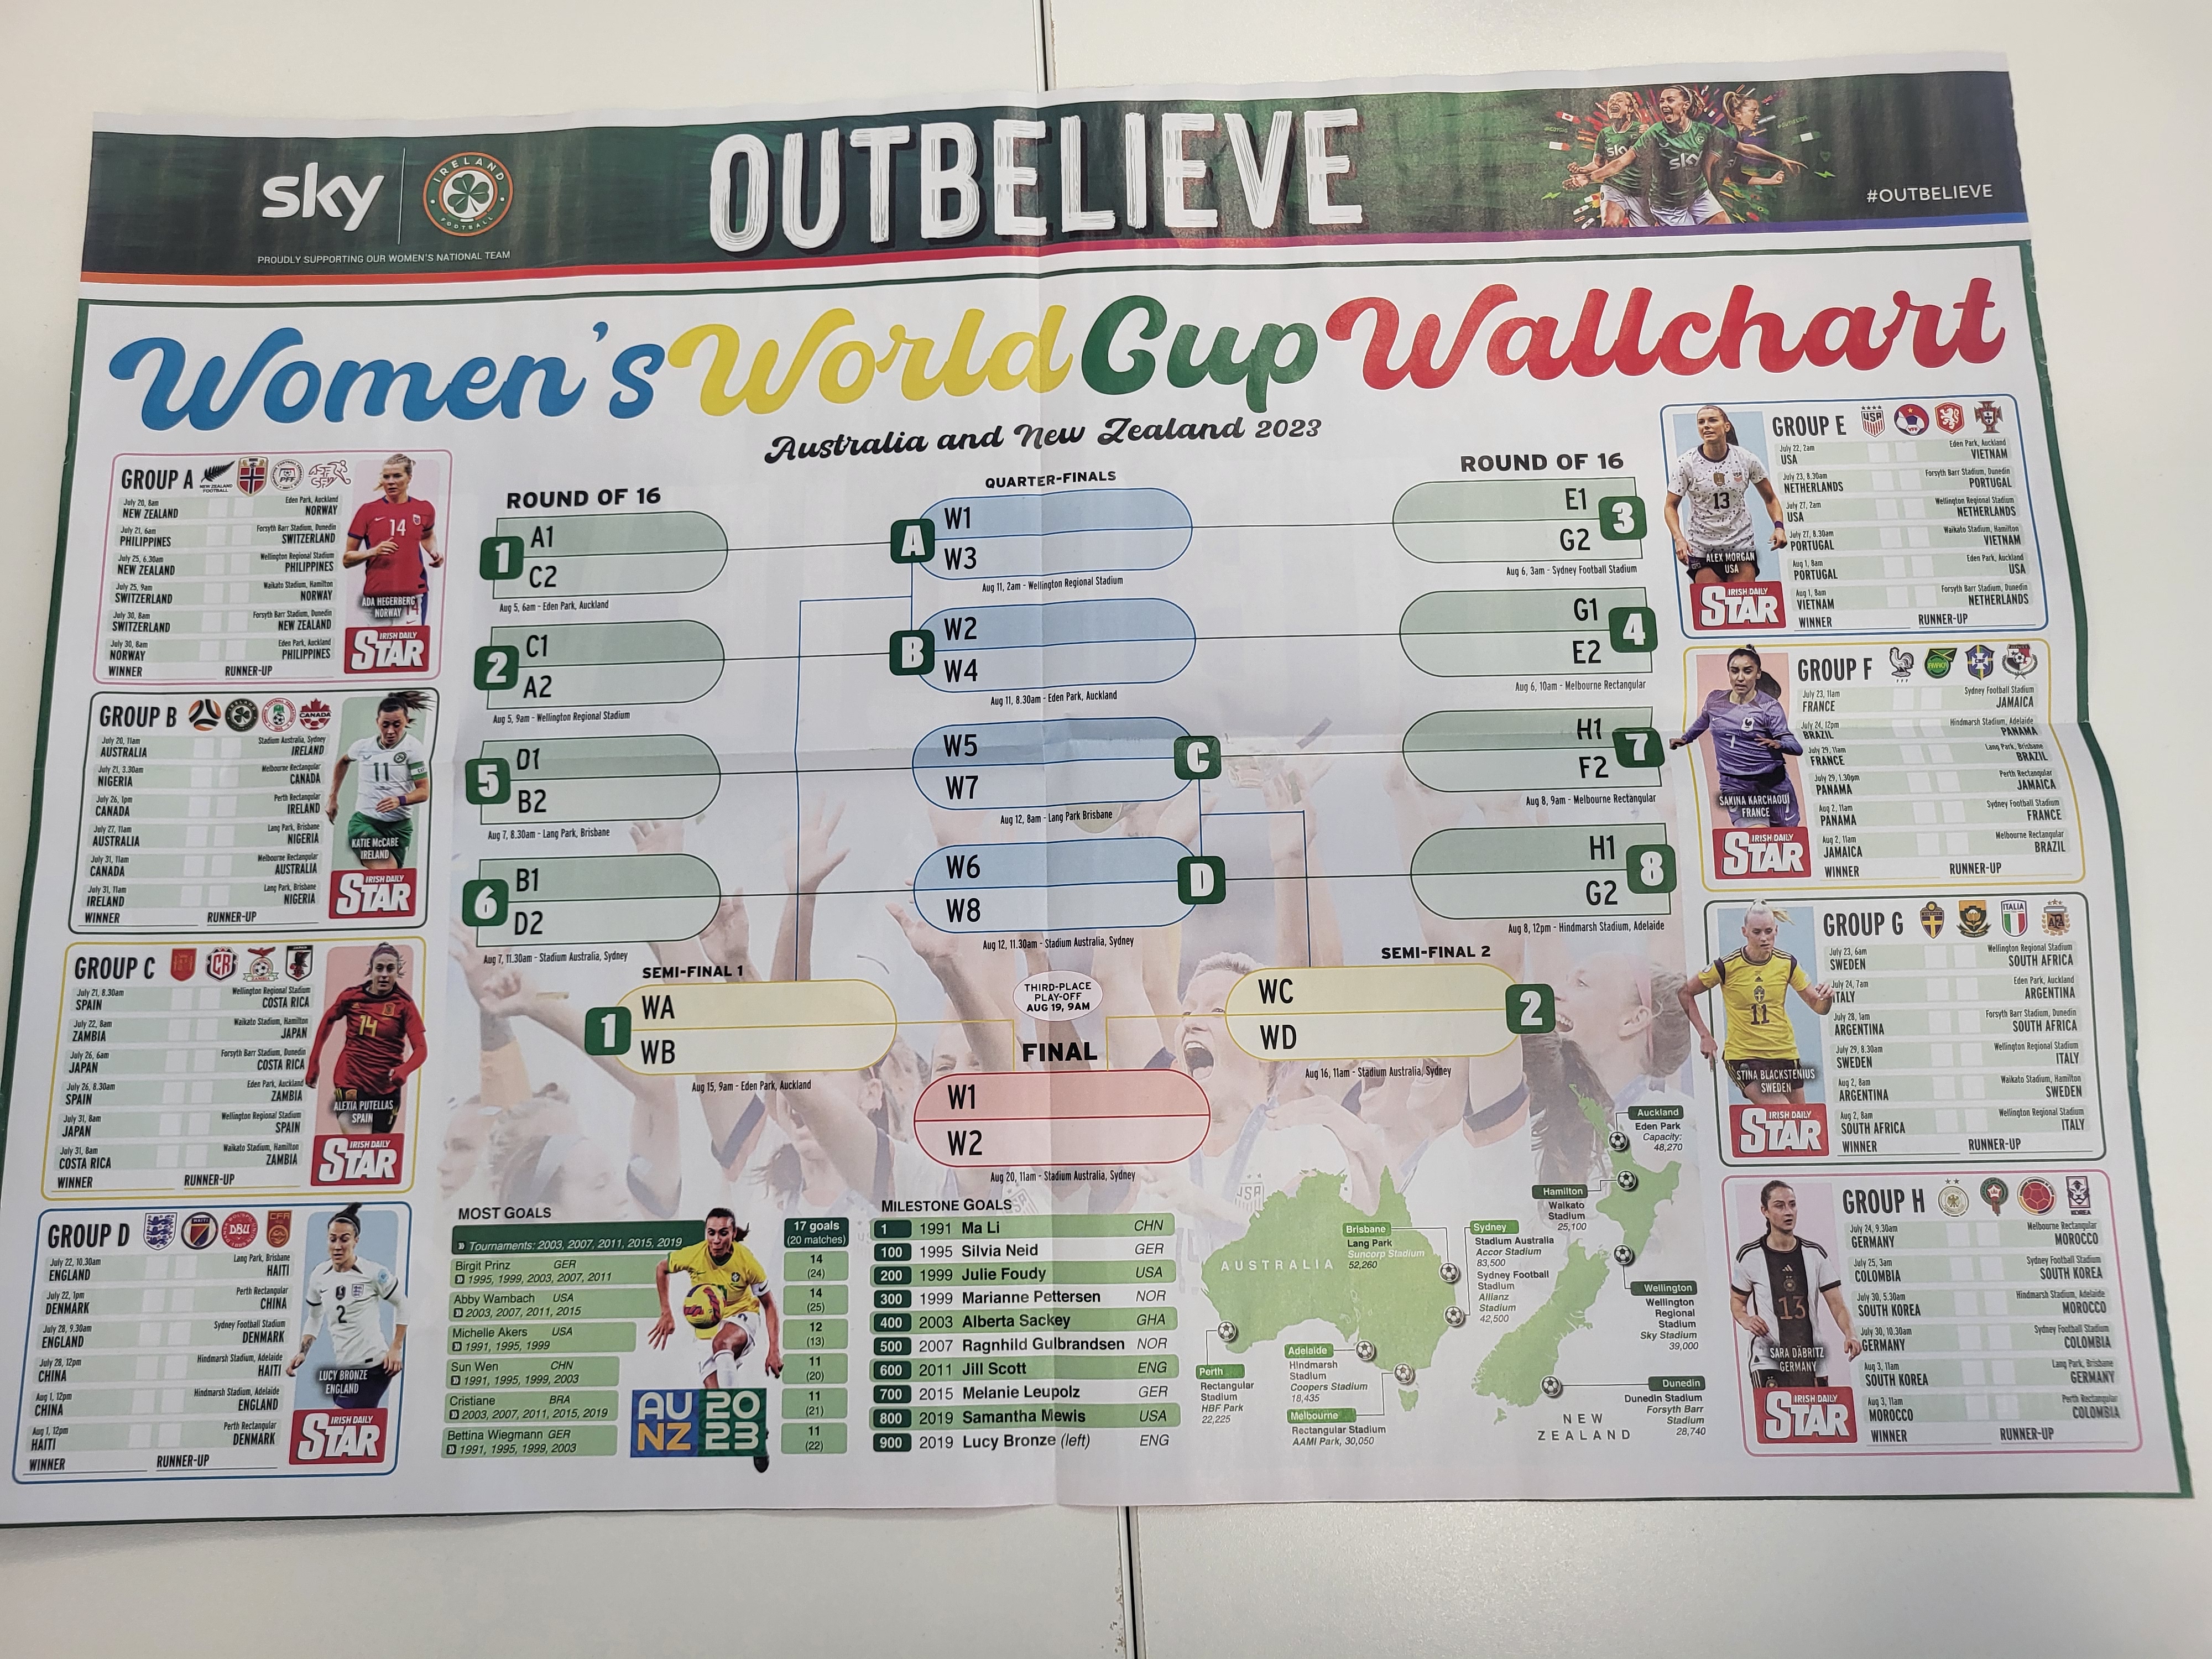 sky
IRELAND
FOOTBALL
PROUDLY SUPPORTING OUR WOMEN'S NATIONAL TEAM
OUTBELIEVE
sky
#OUTBELIEVE
Women's World Cup Wallchart
Australia and New Zealand 2023
GROUP A
NEW ZEALAND FOOTBALL
PFF
July 20, 8am Eden Park, Auckland
NEW ZEALAND NORWAY
July 21, 6am Forsyth Barr Stadium, Dunedin
PHILIPPINES SWITZERLAND
July 25, 6.30am Wellington Regional Stadium
NEW ZEALAND PHILIPPINES
July 25, 9am Waikato Stadium, Hamilton
SWITZERLAND NORWAY
July 30, 8am Forsyth Barr Stadium, Dunedin
SWITZERLAND NEW ZEALAND
July 30, 8am Eden Park, Auckland
NORWAY PHILIPPINES
WINNER RUNNER-UP
14
ADA HEGERBERG
NORWAY
IRISH DAILY
STAR
GROUP B
CANADA
July 20, 11am Stadium Australia, Sydney
AUSTRALIA IRELAND
July 21, 3.30am Melbourne Rectangular
NIGERIA CANADA
July 26, 1pm Perth Rectangular
CANADA IRELAND
July 27, 11am Lang Park, Brisbane
AUSTRALIA NIGERIA
July 31, 11am Melbourne Rectangular
CANADA AUSTRALIA
July 31, 11am Lang Park, Brisbane
IRELAND NIGERIA
WINNER RUNNER-UP
11
KATIE McCABE
IRELAND
IRISH DAILY
STAR
GROUP C
CR
July 21, 8.30am Wellington Regional Stadium
SPAIN COSTA RICA
July 22, 8am Waikato Stadium, Hamilton
ZAMBIA JAPAN
July 26, 6am Forsyth Barr Stadium, Dunedin
JAPAN COSTA RICA
July 26, 8.30am Eden Park, Auckland
SPAIN ZAMBIA
July 31, 8am Wellington Regional Stadium
JAPAN SPAIN
July 31, 8am Waikato Stadium, Hamilton
COSTA RICA ZAMBIA
WINNER RUNNER-UP
14
ALEXIA PUTELLAS
SPAIN
IRISH DAILY
STAR
GROUP D
HAITI
DBU
CFA
July 22, 10.30am Lang Park, Brisbane
ENGLAND HAITI
July 22, 1pm Perth Rectangular
DENMARK CHINA
July 28, 9.30am Sydney Football Stadium
ENGLAND DENMARK
July 28, 12pm Hindmarsh Stadium, Adelaide
CHINA HAITI
Aug 1, 12pm Hindmarsh Stadium, Adelaide
CHINA ENGLAND
Aug 1, 12pm Perth Rectangular
HAITI DENMARK
WINNER RUNNER-UP
2
LUCY BRONZE
ENGLAND
IRISH DAILY
STAR
ROUND OF 16
1
A1
C2
Aug 5, 6am - Eden Park, Auckland
2
C1
A2
Aug 5, 9am - Wellington Regional Stadium
5
D1
B2
Aug 7, 8.30am - Lang Park, Brisbane
6
B1
D2
Aug 7, 11.30am - Stadium Australia, Sydney
QUARTER-FINALS
A
W1
W3
Aug 11, 2am - Wellington Regional Stadium
B
W2
W4
Aug 11, 8.30am - Eden Park, Auckland
W5
W7
C
Aug 12, 8am - Lang Park Brisbane
W6
W8
D
Aug 12, 11.30am - Stadium Australia, Sydney
ROUND OF 16
E1
G2
3
Aug 6, 3am - Sydney Football Stadium
G1
E2
4
Aug 6, 10am - Melbourne Rectangular
H1
F2
7
Aug 8, 9am - Melbourne Rectangular
H1
G2
8
Aug 8, 12pm - Hindmarsh Stadium, Adelaide
SEMI-FINAL 1
1
WA
WB
Aug 15, 9am - Eden Park, Auckland
THIRD-PLACE
PLAY-OFF
AUG 19, 9AM
SEMI-FINAL 2
WC
WD
2
Aug 16, 11am - Stadium Australia, Sydney
FINAL
W1
W2
Aug 20, 11am - Stadium Australia, Sydney
GROUP E
USA
VFF
July 22, 2am Eden Park, Auckland
USA VIETNAM
July 23, 8.30am Forsyth Barr Stadium, Dunedin
NETHERLANDS PORTUGAL
July 27, 2am Wellington Regional Stadium
USA NETHERLANDS
July 27, 8.30am Waikato Stadium, Hamilton
PORTUGAL VIETNAM
Aug 1, 8am Eden Park, Auckland
PORTUGAL USA
Aug 1, 8am Forsyth Barr Stadium, Dunedin
VIETNAM NETHERLANDS
WINNER RUNNER-UP
13
ALEX MORGAN
USA
IRISH DAILY
STAR
GROUP F
FFF
July 23, 11am Sydney Football Stadium
FRANCE JAMAICA
July 24, 12pm Hindmarsh Stadium, Adelaide
BRAZIL PANAMA
July 29, 11am Lang Park, Brisbane
FRANCE BRAZIL
July 29, 1.30pm Perth Rectangular
PANAMA JAMAICA
Aug 2, 11am Sydney Football Stadium
PANAMA FRANCE
Aug 2, 11am Melbourne Rectangular
JAMAICA BRAZIL
WINNER RUNNER-UP
SAKINA KARCHAOUI
FRANCE
IRISH DAILY
STAR
GROUP G
ITALIA
July 23, 6am Wellington Regional Stadium
SWEDEN SOUTH AFRICA
July 24, 7am Eden Park, Auckland
ITALY ARGENTINA
July 28, 1am Forsyth Barr Stadium, Dunedin
ARGENTINA SOUTH AFRICA
July 29, 8.30am Wellington Regional Stadium
SWEDEN ITALY
Aug 2, 8am Waikato Stadium, Hamilton
ARGENTINA SWEDEN
Aug 2, 8am Wellington Regional Stadium
SOUTH AFRICA ITALY
WINNER RUNNER-UP
11
STINA BLACKSTENIUS
SWEDEN
IRISH DAILY
STAR
GROUP H
KOREA
July 24, 9.30am Melbourne Rectangular
GERMANY MOROCCO
July 25, 3am Sydney Football Stadium
COLOMBIA SOUTH KOREA
July 30, 5.30am Hindmarsh Stadium, Adelaide
SOUTH KOREA MOROCCO
July 30, 10.30am Sydney Football Stadium
GERMANY COLOMBIA
Aug 3, 11am Lang Park, Brisbane
SOUTH KOREA GERMANY
Aug 3, 11am Perth Rectangular
MOROCCO COLOMBIA
WINNER RUNNER-UP
13
SARA DÄBRITZ
GERMANY
IRISH DAILY
STAR
MOST GOALS
Tournaments: 2003, 2007, 2011, 2015, 2019
17 goals
(20 matches)
Birgit Prinz GER 14
1995, 1999, 2003, 2007, 2011 (24)
Abby Wambach USA 14
2003, 2007, 2011, 2015 (25)
Michelle Akers USA 12
1991, 1995, 1999 (13)
Sun Wen CHN 11
1991, 1995, 1999, 2003 (20)
Cristiane BRA 11
2003, 2007, 2011, 2015, 2019 (21)
Bettina Wiegmann GER 11
1991, 1995, 1999, 2003 (22)
AU 20
NZ 23
MILESTONE GOALS
1 1991 Ma Li CHN
100 1995 Silvia Neid GER
200 1999 Julie Foudy USA
300 1999 Marianne Pettersen NOR
400 2003 Alberta Sackey GHA
500 2007 Ragnhild Gulbrandsen NOR
600 2011 Jill Scott ENG
700 2015 Melanie Leupolz GER
800 2019 Samantha Mewis USA
900 2019 Lucy Bronze (left) ENG
AUSTRALIA
Brisbane
Lang Park
Suncorp Stadium
52,260
Sydney
Stadium Australia
Accor Stadium
83,500
Sydney Football
Stadium
Allianz
Stadium
42,500
Perth
Rectangular
Stadium
HBF Park
22,225
Adelaide
Hindmarsh
Stadium
Coopers Stadium
18,435
Melbourne
Rectangular Stadium
AAMI Park, 30,050
Auckland
Eden Park
Capacity:
48,270
Hamilton
Waikato
Stadium
25,100
Wellington
Wellington
Regional
Stadium
Sky Stadium
39,000
Dunedin
Dunedin Stadium
Forsyth Barr
Stadium
28,740
NEW
ZEALAND